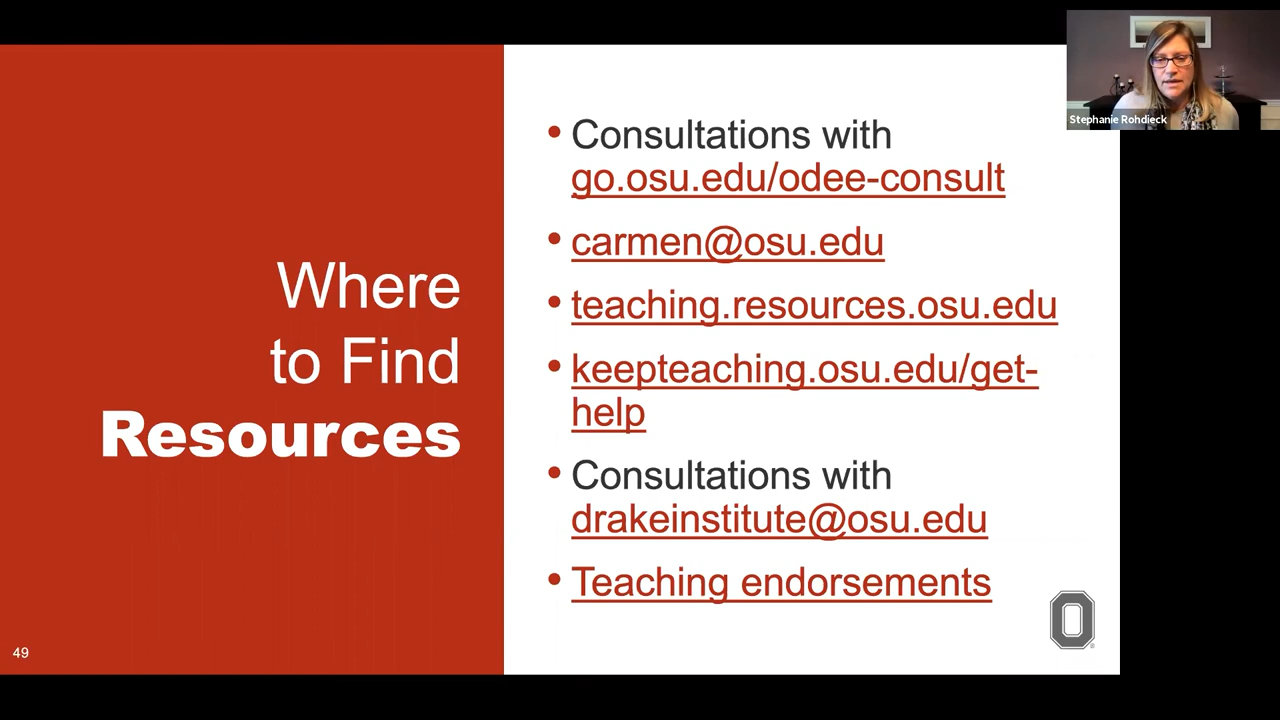 Stephanie Rohdieck
Where
to Find
Resources
• Consultations with
go.osu.edu/odee-consult
• carmen@osu.edu
• teaching.resources.osu.edu
• keepteaching.osu.edu/get-
help
• Consultations with
drakeinstitute@osu.edu
• Teaching endorsements
O
49